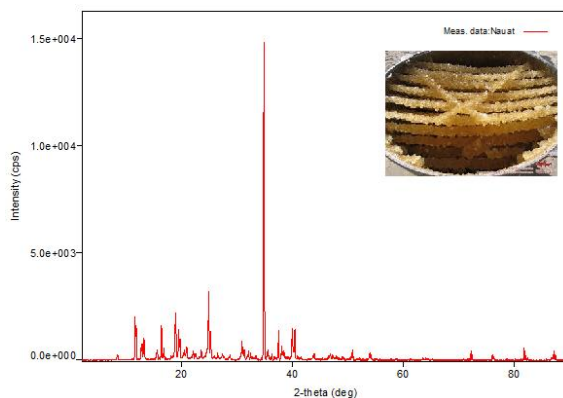 Meas. data:Nauat
1.5e+004
1.0e+004
5.0e+003
0.0e+000
Intensity (cps)
20
40
60
80
2-theta (deg)